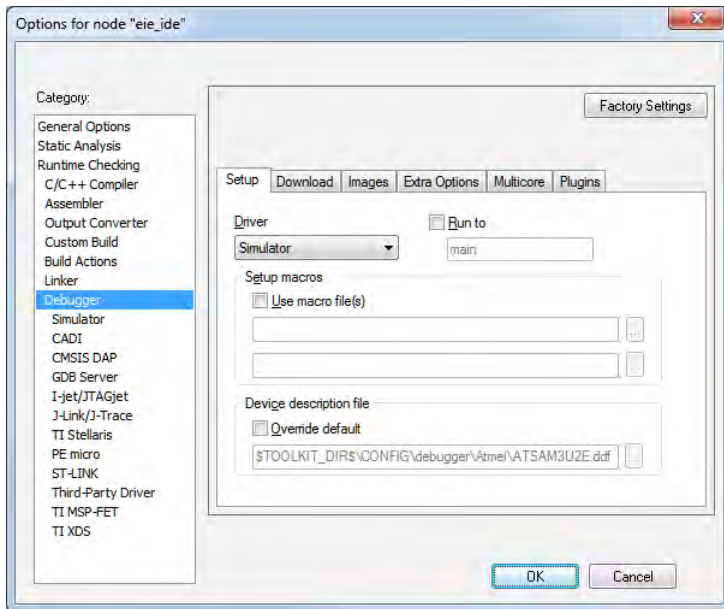 Options for node "eie_ide"
Category:
General Options
Static Analysis
Runtime Checking
C/C++ Compiler
Assembler
Output Converter
Custom Build
Build Actions
Linker
Debugger
Simulator
CADI
CMSIS DAP
GDB Server
I-jet/JTAGjet
J-Link/J-Trace
TI Stellaris
PE micro
ST-LINK
Third-Party Driver
TI MSP-FET
TI XDS
Factory Settings
Setup Download Images Extra Options Multicore Plugins
Driver Run to
Simulator main
Setup macros
Use macro file(s)
...
...
Device description file
Override default
$TOOLKIT_DIR$\CONFIG\debugger\Atmel\ATSAM3U2E.ddf ...
OK Cancel